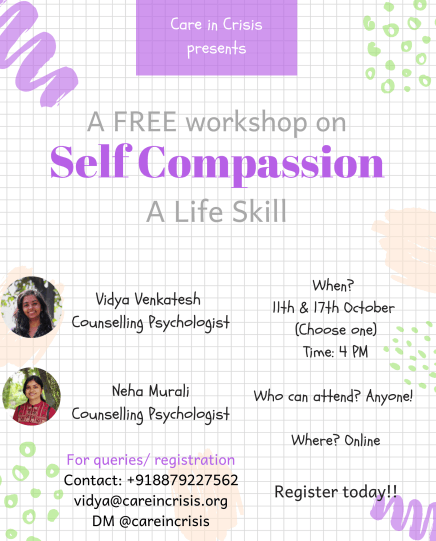 Care in Crisis
presents
A FREE workshop on
Self Compassion
A Life Skill
Vidya Venkatesh
Counselling Psychologist
Neha Murali
Counselling Psychologist
For queries/ registration
Contact: +918879227562
vidya@careincrisis.org
DM @careincrisis
When?
11th & 17th October
(Choose one)
Time: 4 PM
Who can attend? Anyone!
Where? Online
Register today!!